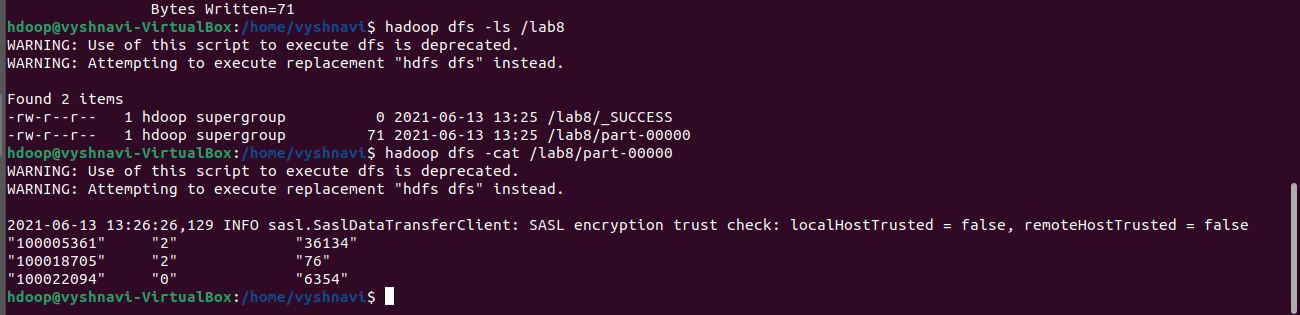 Bytes Written=71
hdoop@vyshnavi-VirtualBox:/home/vyshnavi$ hadoop dfs -ls /lab8
WARNING: Use of this script to execute dfs is deprecated.
WARNING: Attempting to execute replacement "hdfs dfs" instead.
Found 2 items
-rw-r--r--   1 hdoop supergroup          0 2021-06-13 13:25 /lab8/_SUCCESS
-rw-r--r--   1 hdoop supergroup         71 2021-06-13 13:25 /lab8/part-00000
hdoop@vyshnavi-VirtualBox:/home/vyshnavi$ hadoop dfs -cat /lab8/part-00000
WARNING: Use of this script to execute dfs is deprecated.
WARNING: Attempting to execute replacement "hdfs dfs" instead.
2021-06-13 13:26:26,129 INFO sasl.SaslDataTransferClient: SASL encryption trust check: localHostTrusted = false, remoteHostTrusted = false
"100005361"     "2"             "36134"
"100018705"     "2"             "76"
"100022094"     "0"             "6354"
hdoop@vyshnavi-VirtualBox:/home/vyshnavi$